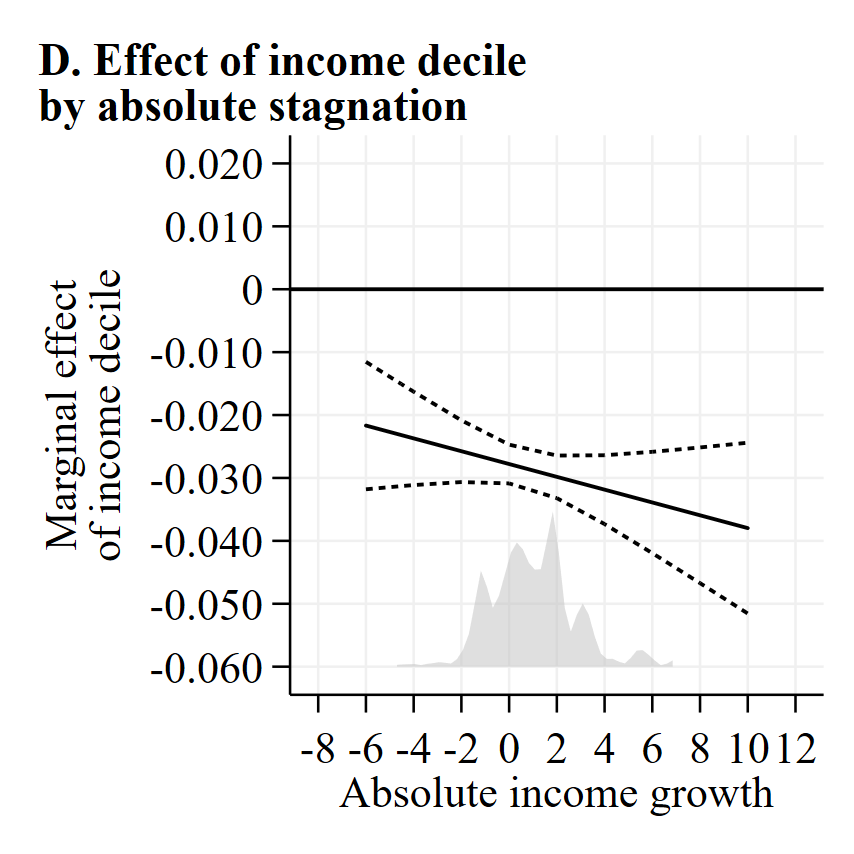 D. Effect of income decile
by absolute stagnation
Marginal effect
of income decile
0.020
0.010
0
-0.010
-0.020
-0.030
-0.040
-0.050
-0.060
-8 -6 -4 -2 0 2 4 6 8 10 12
Absolute income growth